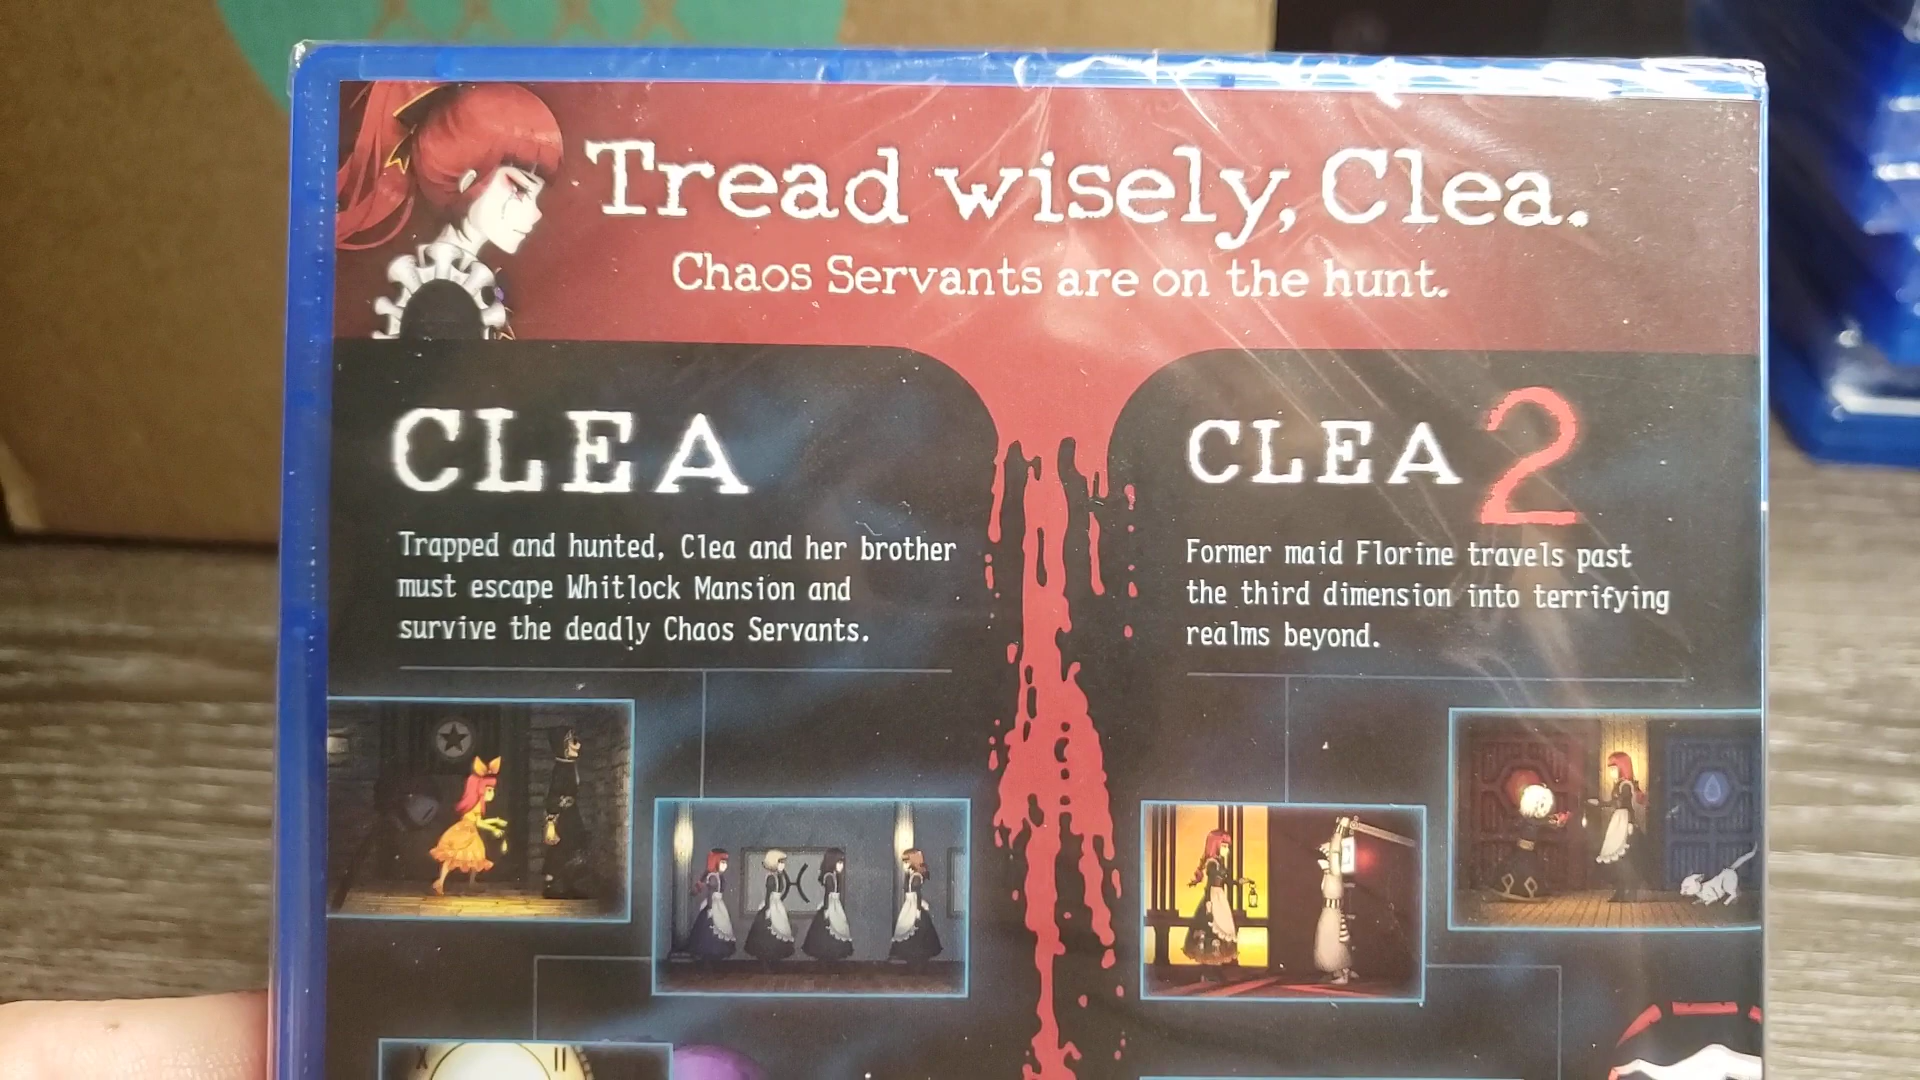 Tread wisely, Clea.
Chaos Servants are on the hunt.
CLEA
Trapped and hunted, Clea and her brother
must escape Whitlock Mansion and
survive the deadly Chaos Servants.
CLEA 2
Former maid Florine travels past
the third dimension into terrifying
realms beyond.
X II